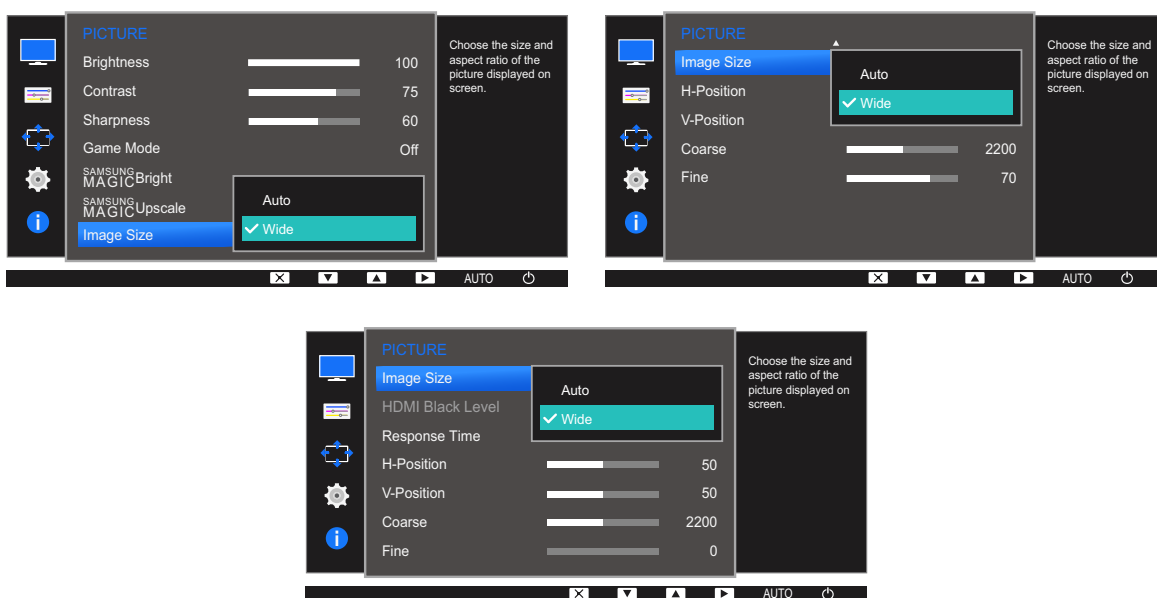 PICTURE
Brightness 100
Contrast 75
Sharpness 60
Game Mode Off
SAMSUNG
MAGICBright
SAMSUNG
MAGICUpscale
Image Size
Auto
Wide
Choose the size and
aspect ratio of the
picture displayed on
screen.
AUTO
PICTURE
Image Size
H-Position
V-Position
Coarse 2200
Fine 70
Auto
Wide
Choose the size and
aspect ratio of the
picture displayed on
screen.
AUTO
PICTURE
Image Size
HDMI Black Level
Response Time
H-Position 50
V-Position 50
Coarse 2200
Fine 0
Auto
Wide
Choose the size and
aspect ratio of the
picture displayed on
screen.
AUTO